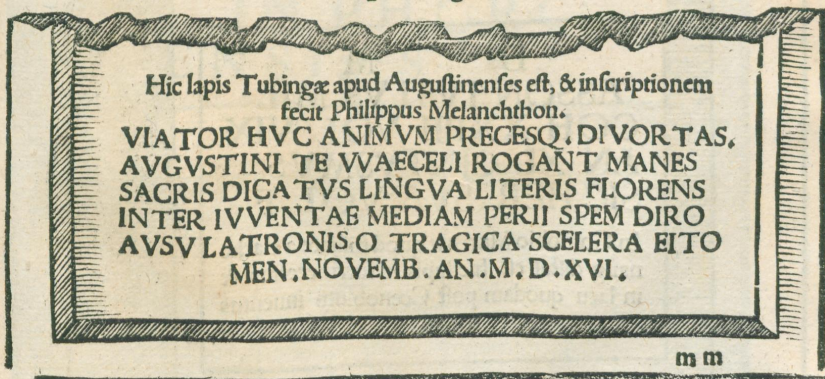 Hic lapis Tubingæ apud Augustinenses est, & inscriptionem
fecit Philippus Melanchthon.
VIATOR HVC ANIMVM PRECESQ. DIVORTAS.
AVGVSTINI TE VVAECELI ROGANT MANES
SACRIS DICATVS LINGVA LITERIS FLORENS
INTER IVVENTAE MEDIAM PERII SPEM DIRO
AVSV LATRONIS O TRAGICA SCELERA EITO
MEN. NOVEMB. AN. M. D. XVI.
m m